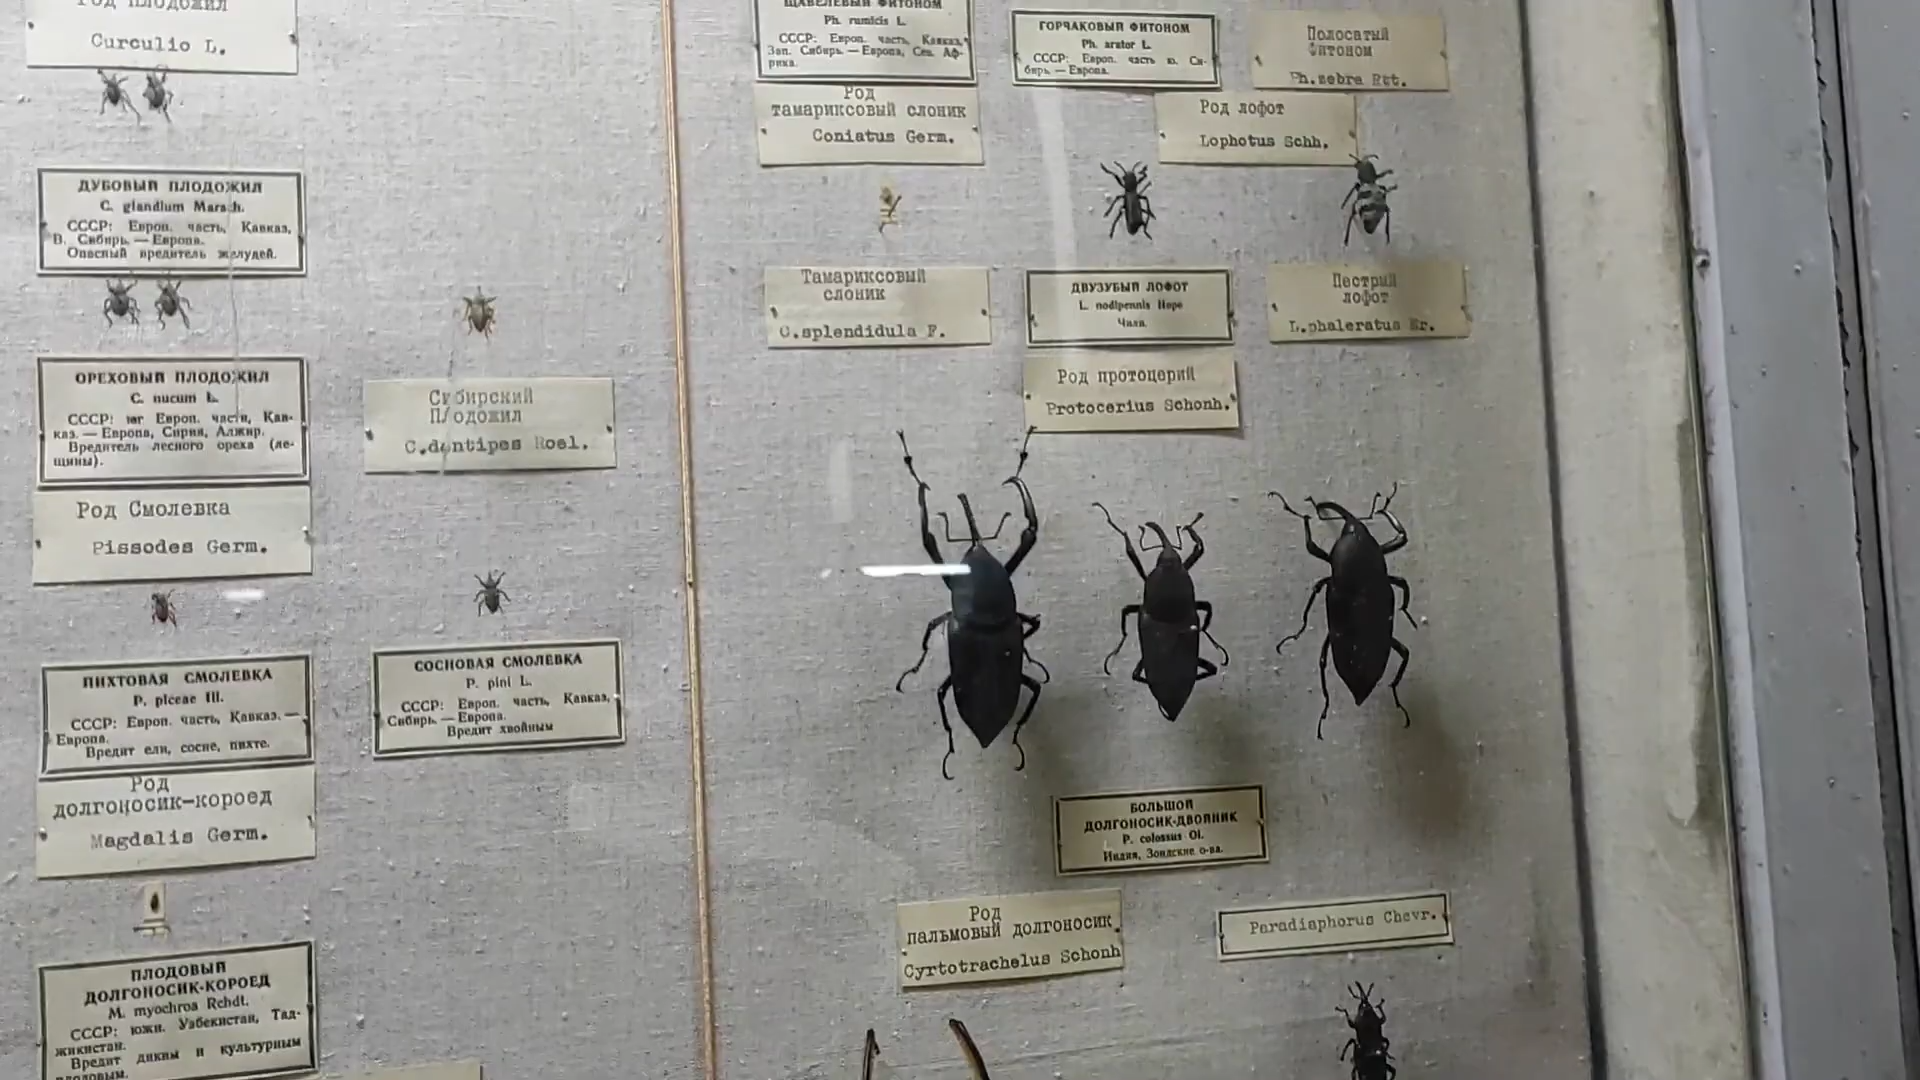 Род плодожил
Curculio L.
ДУБОВЫЙ ПЛОДОЖИЛ
C. glandium Marsh.
СССР: Европ. часть, Кавказ,
В. Сибирь. — Европа.
Опасный вредитель желудей.
ОРЕХОВЫЙ ПЛОДОЖИЛ
C. nucum L.
СССР: юг Европ. части, Кав-
каз. — Европа, Сирия, Алжир.
Вредитель лесного ореха (ле-
щины).
Сибирский
Плодожил
C.dentipes Roel.
Род Смолевка
Pissodes Germ.
ПИХТОВАЯ СМОЛЕВКА
P. piceae Ill.
СССР: Европ. часть, Кавказ. —
Европа.
Вредит ели, сосне, пихте.
СОСНОВАЯ СМОЛЕВКА
P. pini L.
СССР: Европ. часть, Кавказ,
Сибирь. — Европа.
Вредит хвойным
Род
долгоносик-короед
Magdalis Germ.
ПЛОДОВЫЙ
ДОЛГОНОСИК-КОРОЕД
M. myochroa Rchdt.
СССР: южн. Узбекистан, Тад-
жикистан.
Вредит диким и культурным
плодовым.
ЩАВЕЛЕВЫЙ ФИТОНОМ
Ph. rumicis L.
СССР: Европ. часть, Кавказ,
Зап. Сибирь. — Европа, Сев. Аф-
рика.
ГОРЧАКОВЫЙ ФИТОНОМ
Ph. arator L.
СССР: Европ. часть ю. Си-
бирь. — Европа.
Полосатый
Фитоном
Ph.zebra Rtt.
Род
тамариксовый слоник
Coniatus Germ.
Род лофот
Lophotus Schh.
Тамариксовый
слоник
C.splendidula F.
ДВУЗУБЫЙ ЛОФОТ
L. nodipennis Hope
Чили.
Пестрый
лофот
L.phaleratus Er.
Род протоцерий
Protocerius Schonh.
БОЛЬШОЙ
ДОЛГОНОСИК-ДВОЙНИК
P. colossus Ol.
Индия, Зондские о-ва.
Род
пальмовый долгоносик
Cyrtotrachelus Schonh
Paradiaphorus Chevr.